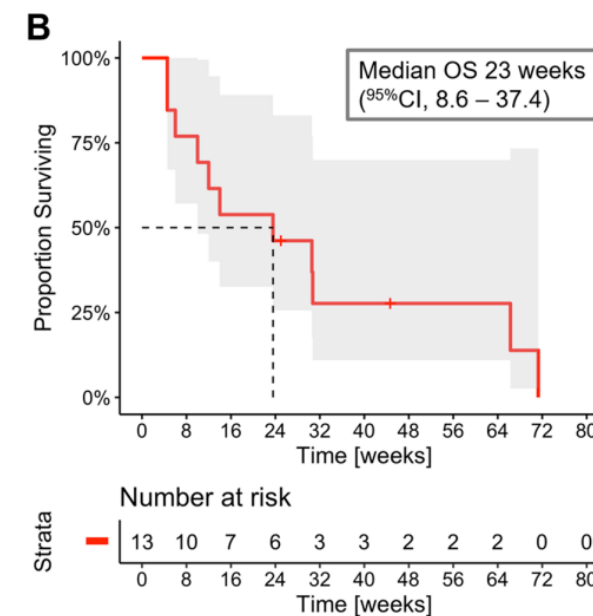 B
Median OS 23 weeks
(95%CI, 8.6 – 37.4)
Proportion Surviving
100%
75%
50%
25%
0%
0 8 16 24 32 40 48 56 64 72 80
Time [weeks]
Number at risk
Strata
13 10 7 6 3 3 2 2 2 0 0
0 8 16 24 32 40 48 56 64 72 80
Time [weeks]